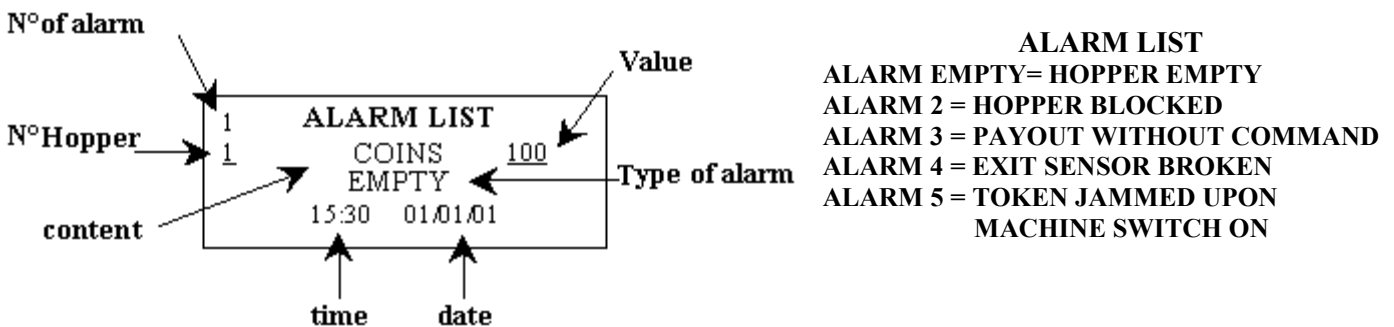 N°of alarm
Value
1 ALARM LIST
N°Hopper 1 COINS 100
EMPTY
Type of alarm
15:30 01/01/01
content
time date
ALARM LIST
ALARM EMPTY= HOPPER EMPTY
ALARM 2 = HOPPER BLOCKED
ALARM 3 = PAYOUT WITHOUT COMMAND
ALARM 4 = EXIT SENSOR BROKEN
ALARM 5 = TOKEN JAMMED UPON
MACHINE SWITCH ON